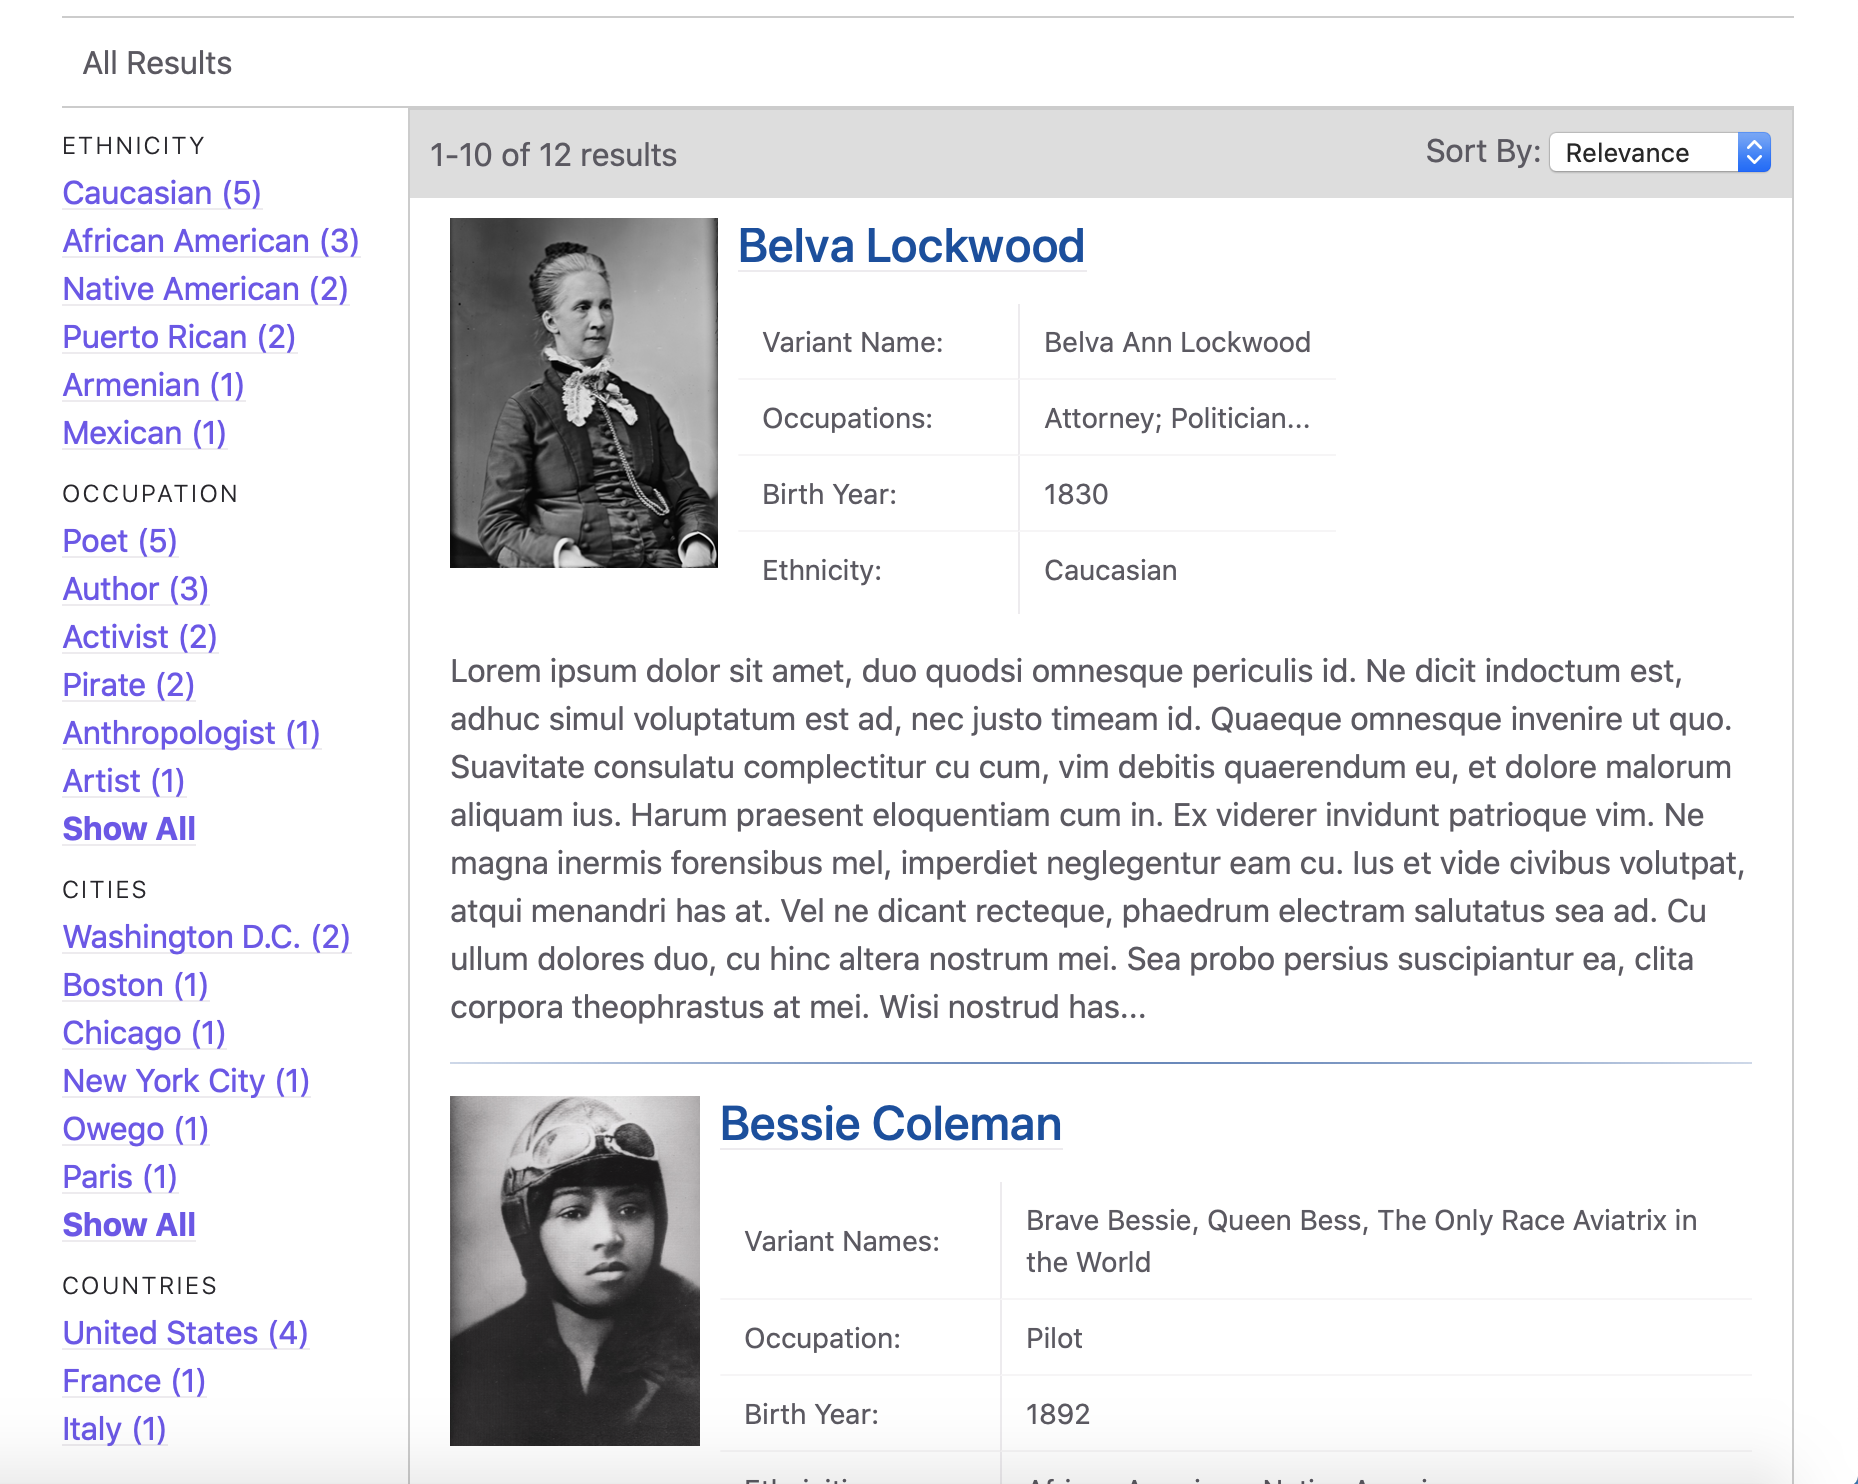 All Results
ETHNICITY
Caucasian (5)
African American (3)
Native American (2)
Puerto Rican (2)
Armenian (1)
Mexican (1)
OCCUPATION
Poet (5)
Author (3)
Activist (2)
Pirate (2)
Anthropologist (1)
Artist (1)
Show All
CITIES
Washington D.C. (2)
Boston (1)
Chicago (1)
New York City (1)
Owego (1)
Paris (1)
Show All
COUNTRIES
United States (4)
France (1)
Italy (1)
1-10 of 12 results
Sort By: Relevance
Belva Lockwood
Variant Name: Belva Ann Lockwood
Occupations: Attorney; Politician...
Birth Year: 1830
Ethnicity: Caucasian
Lorem ipsum dolor sit amet, duo quodsi omnesque periculis id. Ne dicit indoctum est,
adhuc simul voluptatum est ad, nec justo timeam id. Quaeque omnesque invenire ut quo.
Suavitate consulatu complectitur cu cum, vim debitis quaerendum eu, et dolore malorum
aliquam ius. Harum praesent eloquentiam cum in. Ex viderer invidunt patrioque vim. Ne
magna inermis forensibus mel, imperdiet neglegentur eam cu. Ius et vide civibus volutpat,
atqui menandri has at. Vel ne dicant recteque, phaedrum electram salutatus sea ad. Cu
ullum dolores duo, cu hinc altera nostrum mei. Sea probo persius suscipiantur ea, clita
corpora theophrastus at mei. Wisi nostrud has...
Bessie Coleman
Variant Names: Brave Bessie, Queen Bess, The Only Race Aviatrix in
the World
Occupation: Pilot
Birth Year: 1892